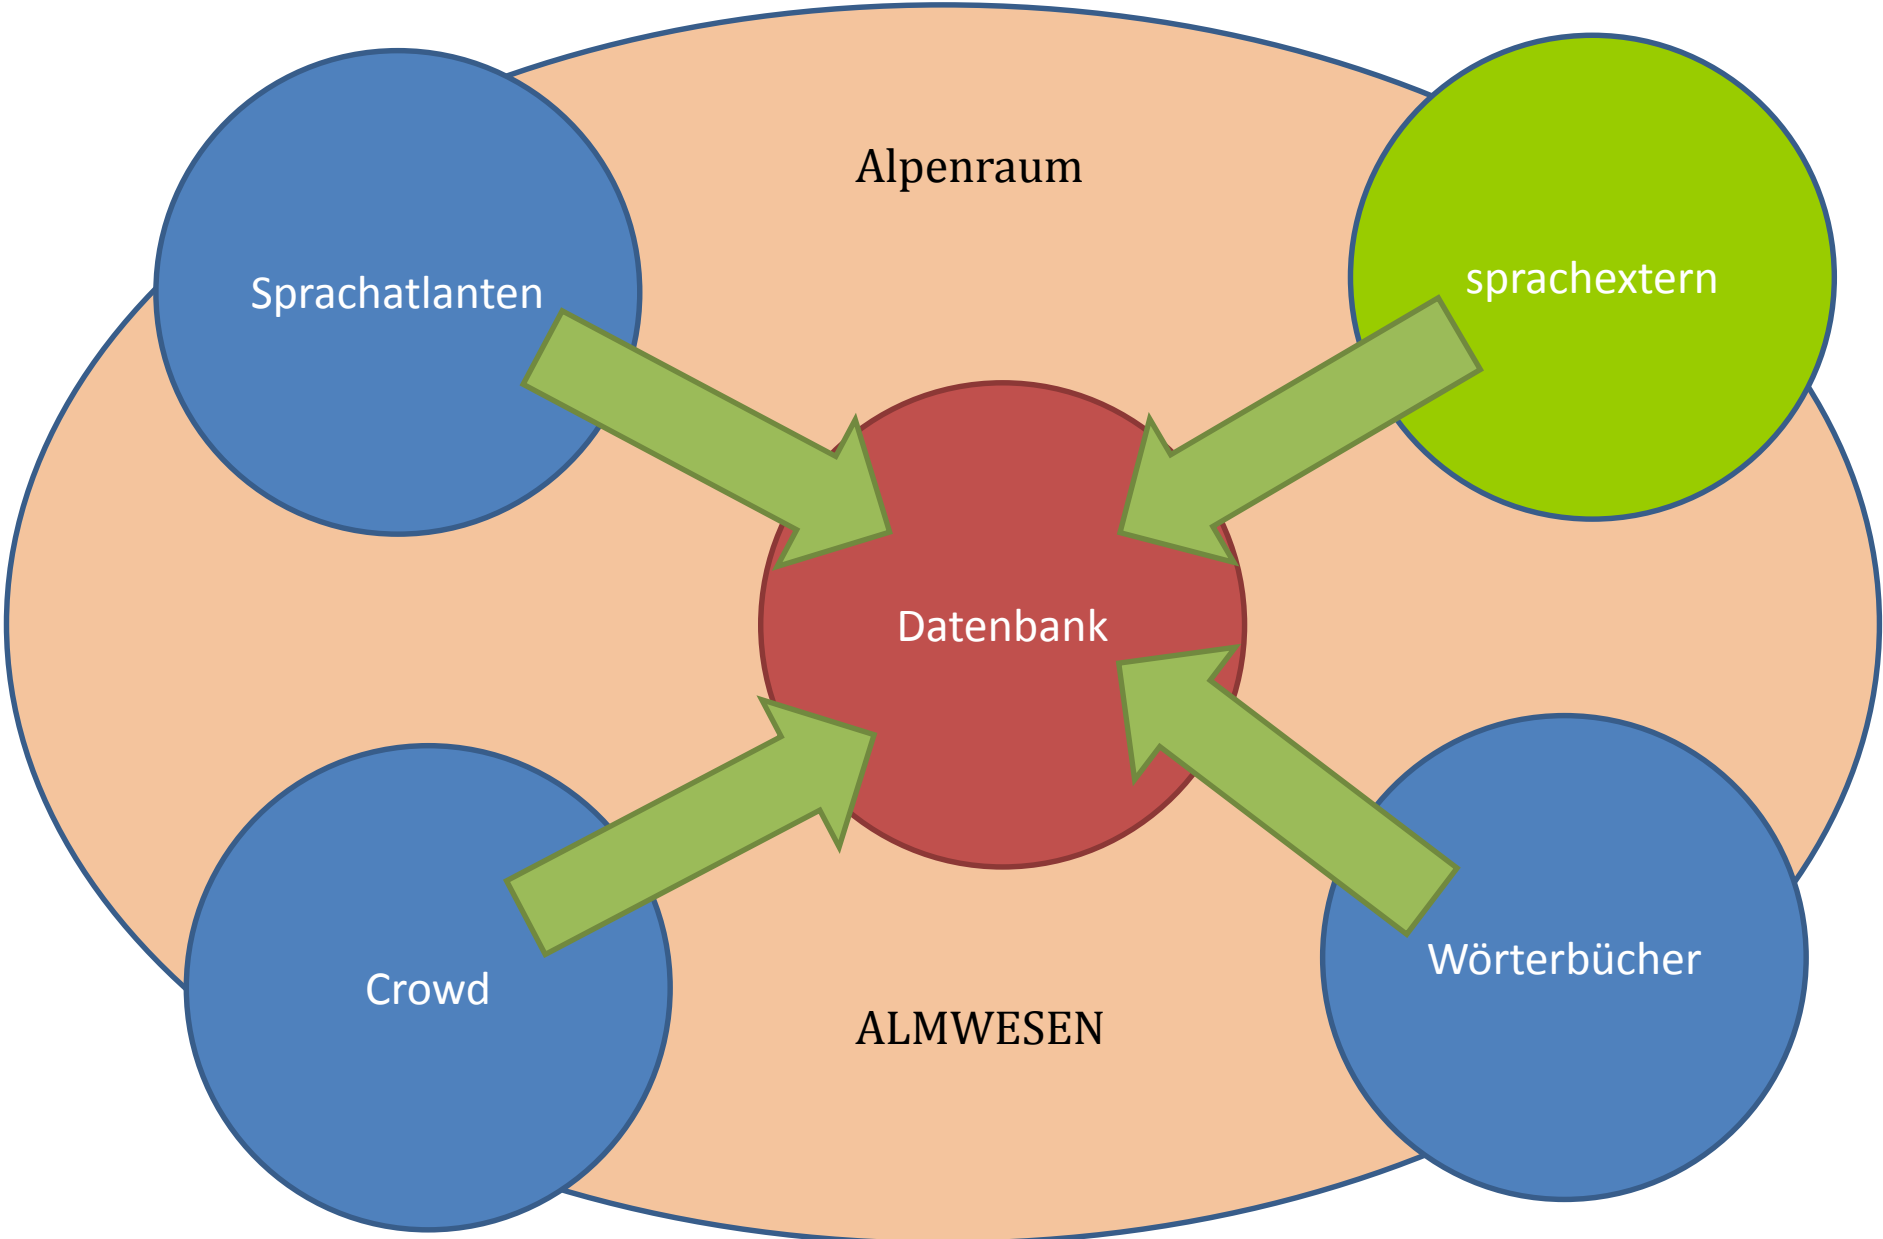 Alpenraum
Sprachatlanten
sprachextern
Datenbank
Crowd
Wörterbücher
ALMWESEN